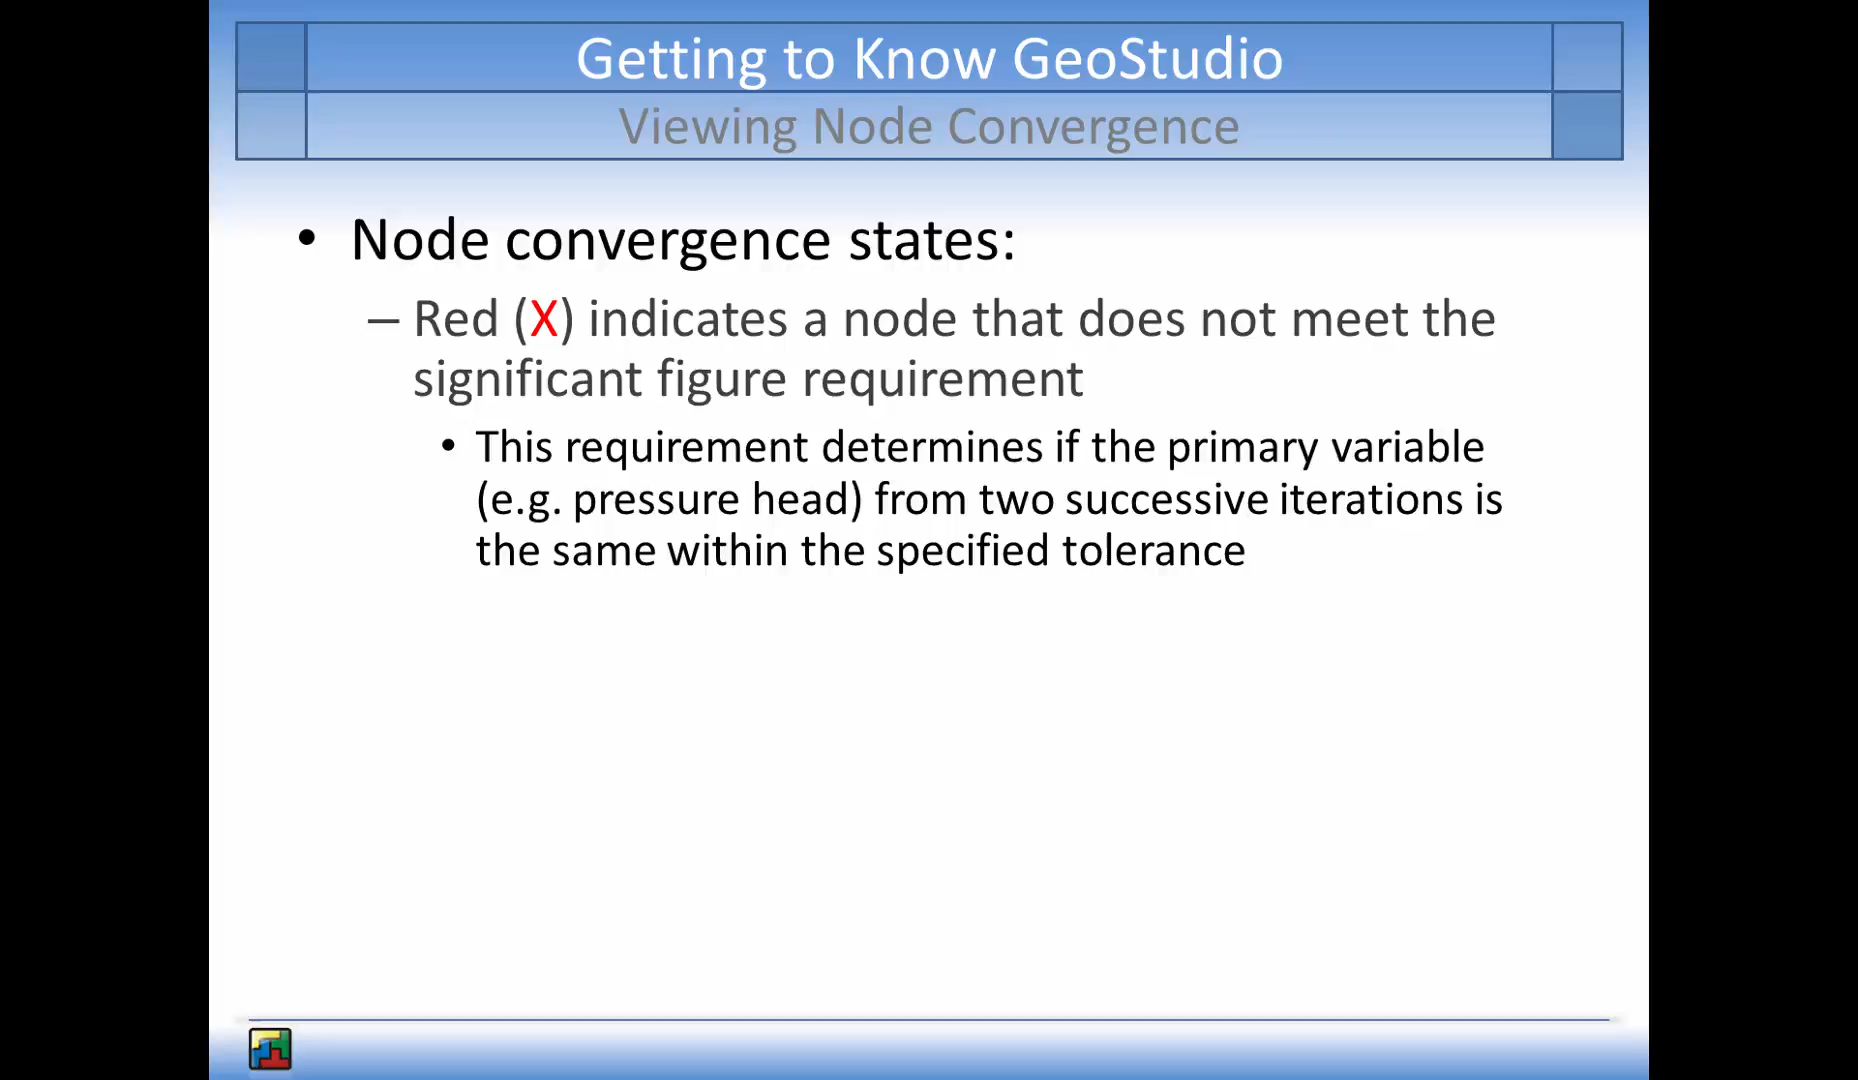 Getting to Know GeoStudio
Viewing Node Convergence
• Node convergence states:
– Red (X) indicates a node that does not meet the
significant figure requirement
• This requirement determines if the primary variable
(e.g. pressure head) from two successive iterations is
the same within the specified tolerance